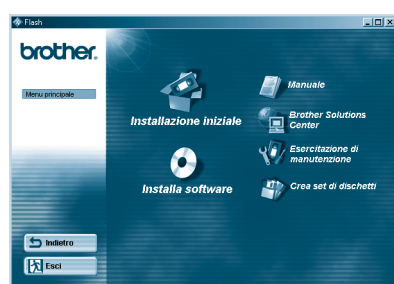 Flash
brother.
Menu principale
Installazione iniziale
Installa software
Manuale
Brother Solutions
Center
Esercitazione di
manutenzione
Crea set di dischetti
Indietro
Esci